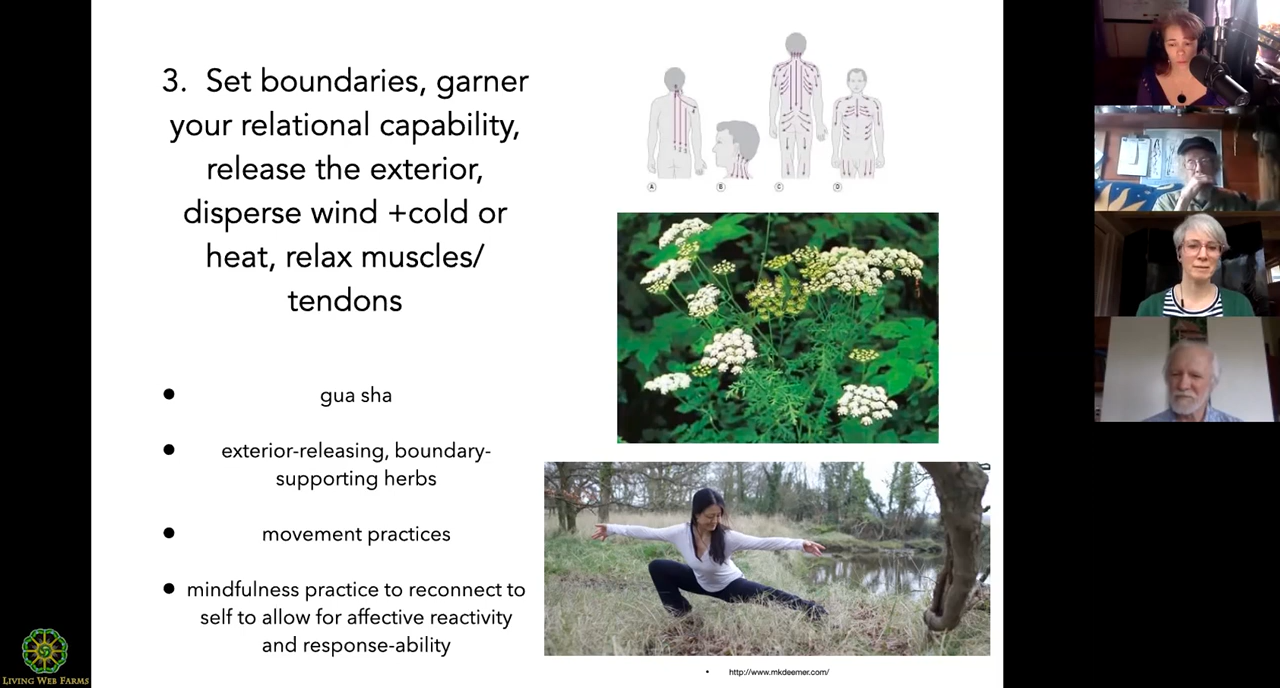 3. Set boundaries, garner
your relational capability,
release the exterior,
disperse wind +cold or
heat, relax muscles/
tendons
● gua sha
● exterior-releasing, boundary-
supporting herbs
● movement practices
● mindfulness practice to reconnect to
self to allow for affective reactivity
and response-ability
A B C D
• http://www.mkdeemer.com/
LIVING WEB FARMS